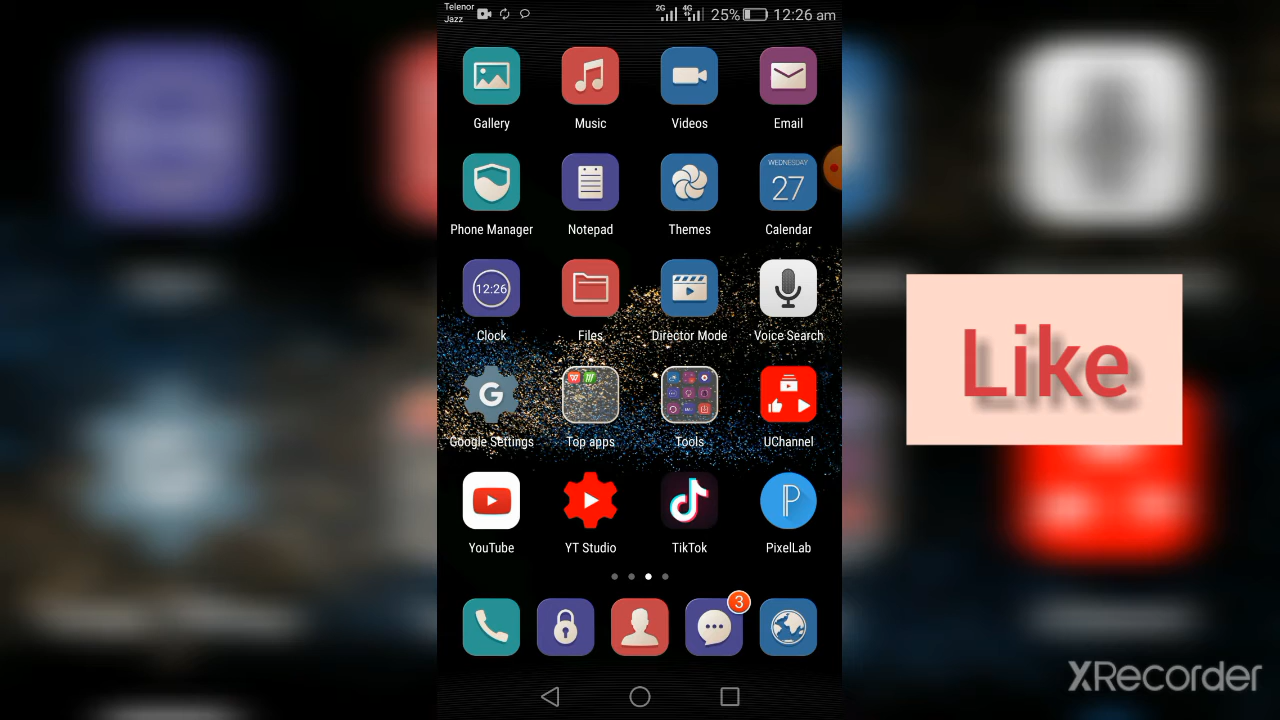 Telenor
Jazz
2G 4G 25% 12:26 am
Gallery Music Videos Email
WEDNESDAY
27
Phone Manager Notepad Themes Calendar
12:26
Clock Files Director Mode Voice Search
Like
G
Google Settings Top apps Tools UChannel
P
YouTube YT Studio TikTok PixelLab
3
XRecorder